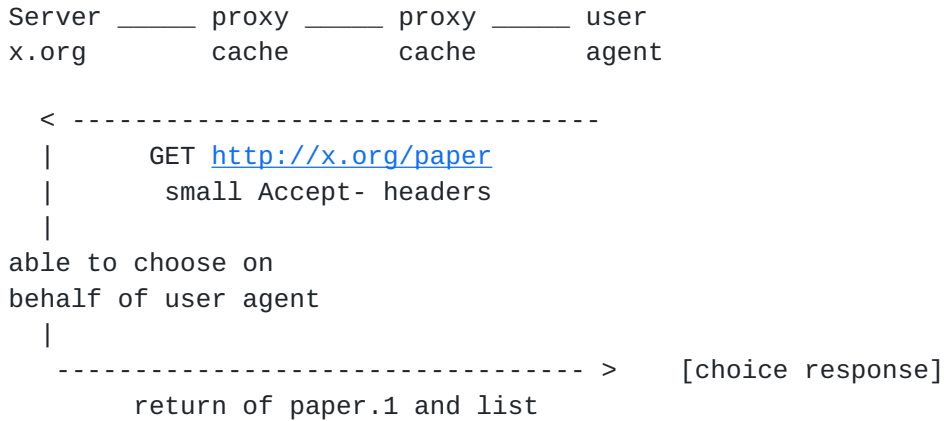 Server _____ proxy _____ proxy _____ user
x.org        cache       cache       agent
< ----------------------------------
|      GET http://x.org/paper
|       small Accept- headers
|
able to choose on
behalf of user agent
|
---------------------------------- >    [choice response]
return of paper.1 and list